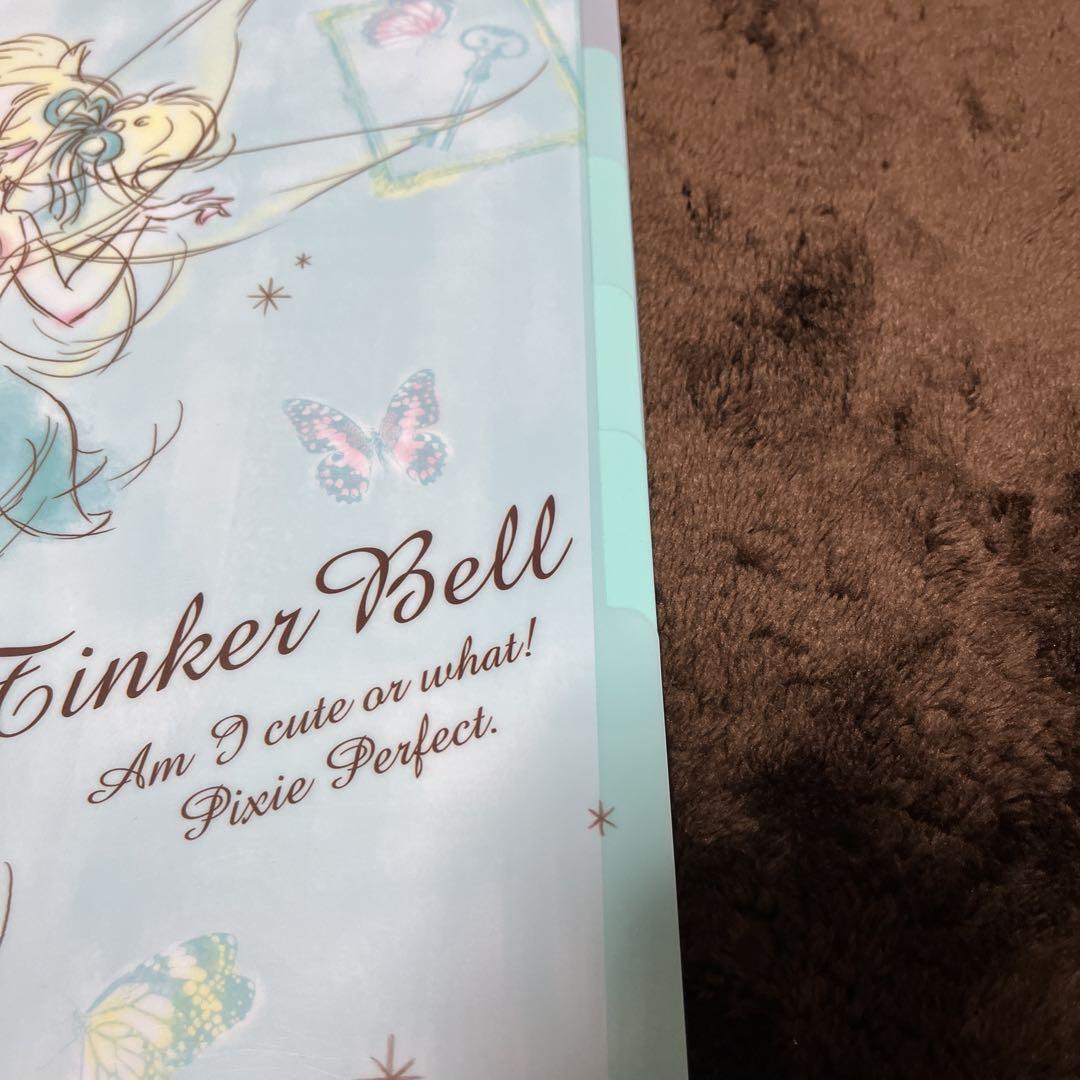 Tinker Bell
Am I cute or what!
Pixie Perfect.